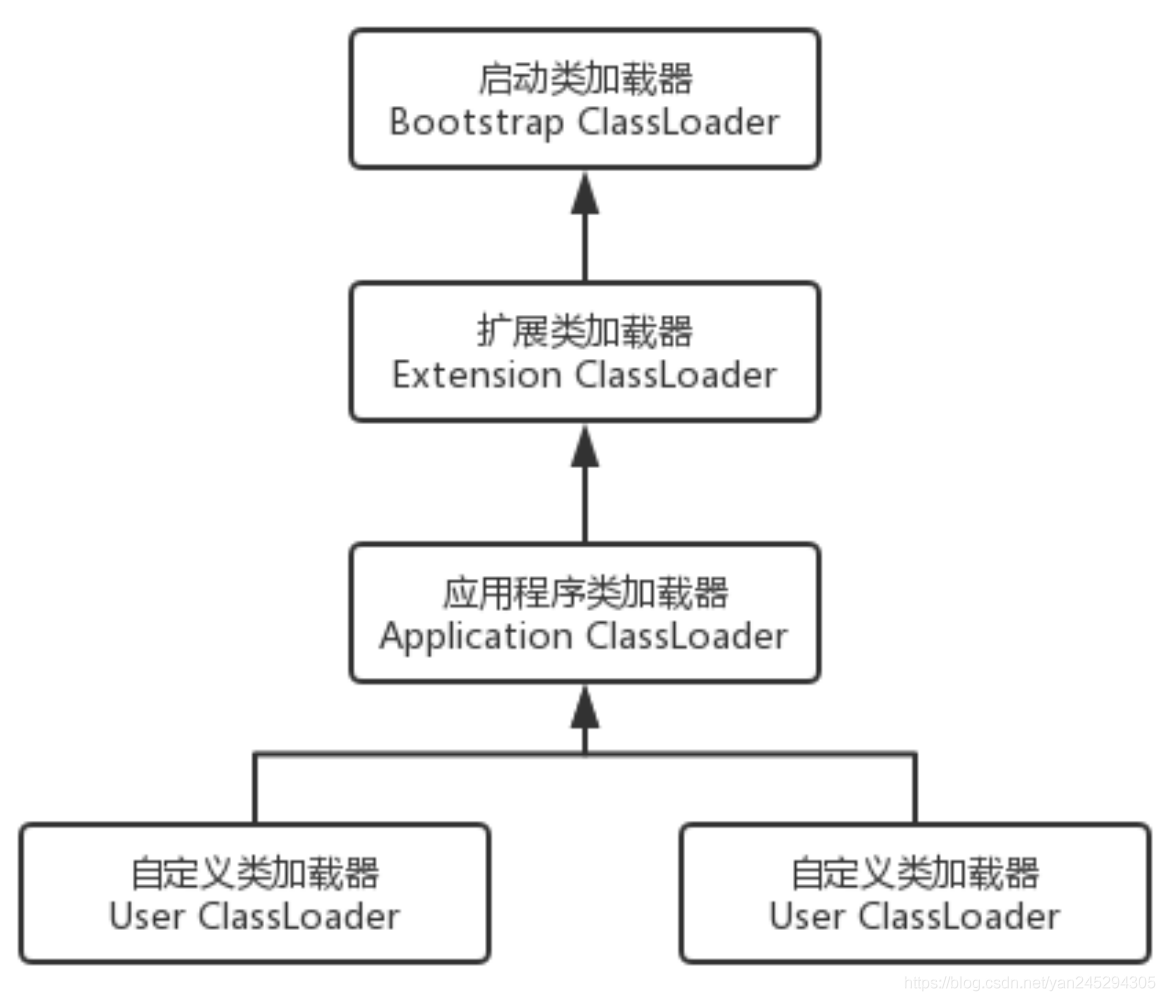 启动类加载器
Bootstrap ClassLoader
扩展类加载器
Extension ClassLoader
应用程序类加载器
Application ClassLoader
自定义类加载器
User ClassLoader
自定义类加载器
User ClassLoader
https://blog.csdn.net/yan245294305